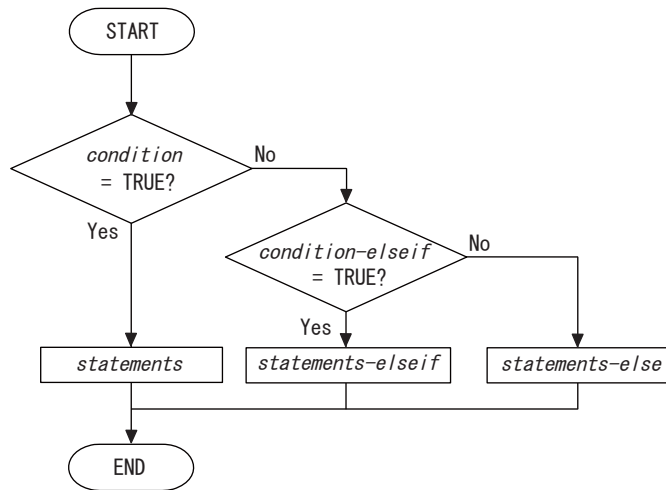 START
condition
= TRUE?
No
Yes
condition-elseif
= TRUE?
No
Yes
statements
statements-elseif
statements-else
END